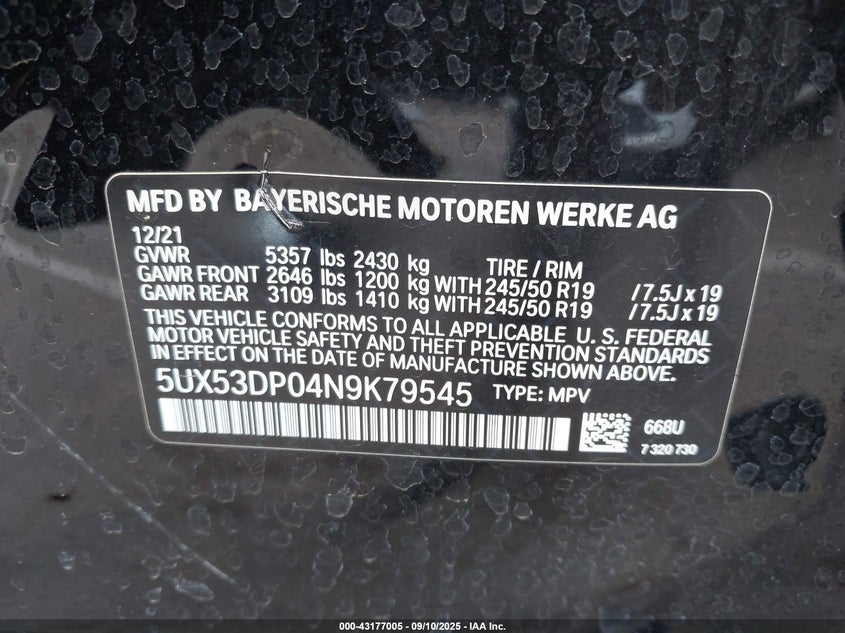 MFD BY BAYERISCHE MOTOREN WERKE AG
12/21
GVWR 5357 lbs 2430 kg TIRE / RIM
GAWR FRONT 2646 lbs 1200 kg WITH 245/50 R19 /7.5J x 19
GAWR REAR 3109 lbs 1410 kg WITH 245/50 R19 /7.5J x 19
THIS VEHICLE CONFORMS TO ALL APPLICABLE U. S. FEDERAL
MOTOR VEHICLE SAFETY AND THEFT PREVENTION STANDARDS
IN EFFECT ON THE DATE OF MANUFACTURE SHOWN ABOVE.
5UX53DP04N9K79545 TYPE: MPV
668U
7 320 730
000-43177005 - 09/10/2025 - IAA Inc.